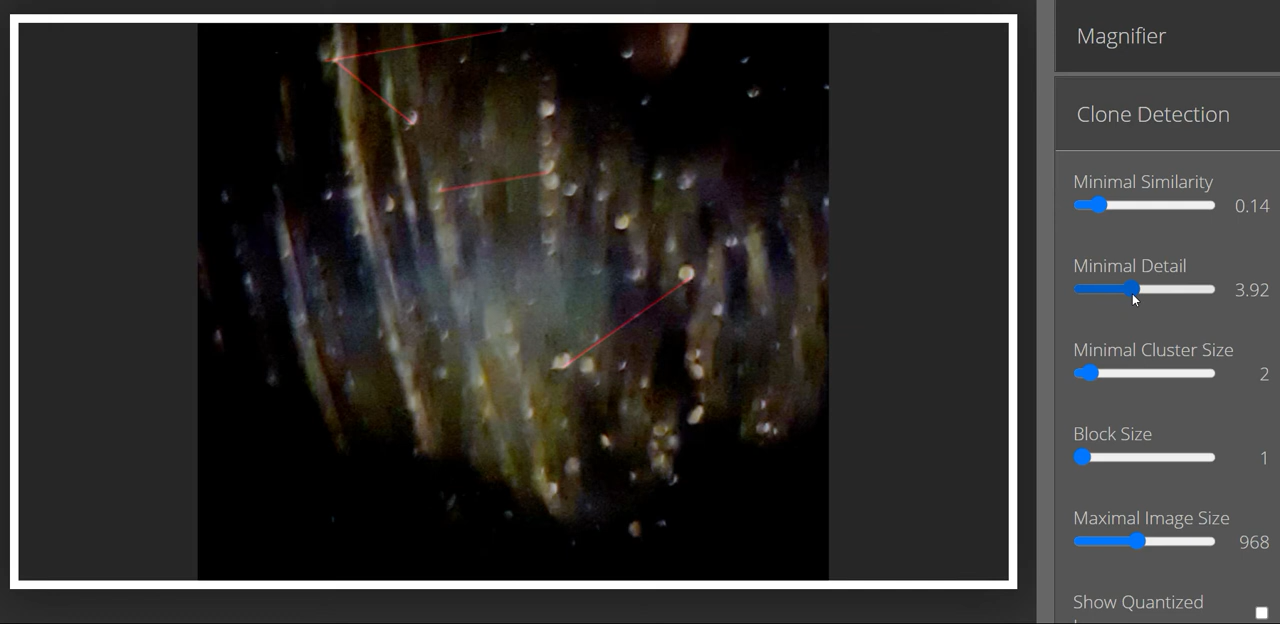 Magnifier
Clone Detection
Minimal Similarity
0.14
Minimal Detail
3.92
Minimal Cluster Size
2
Block Size
1
Maximal Image Size
968
Show Quantized